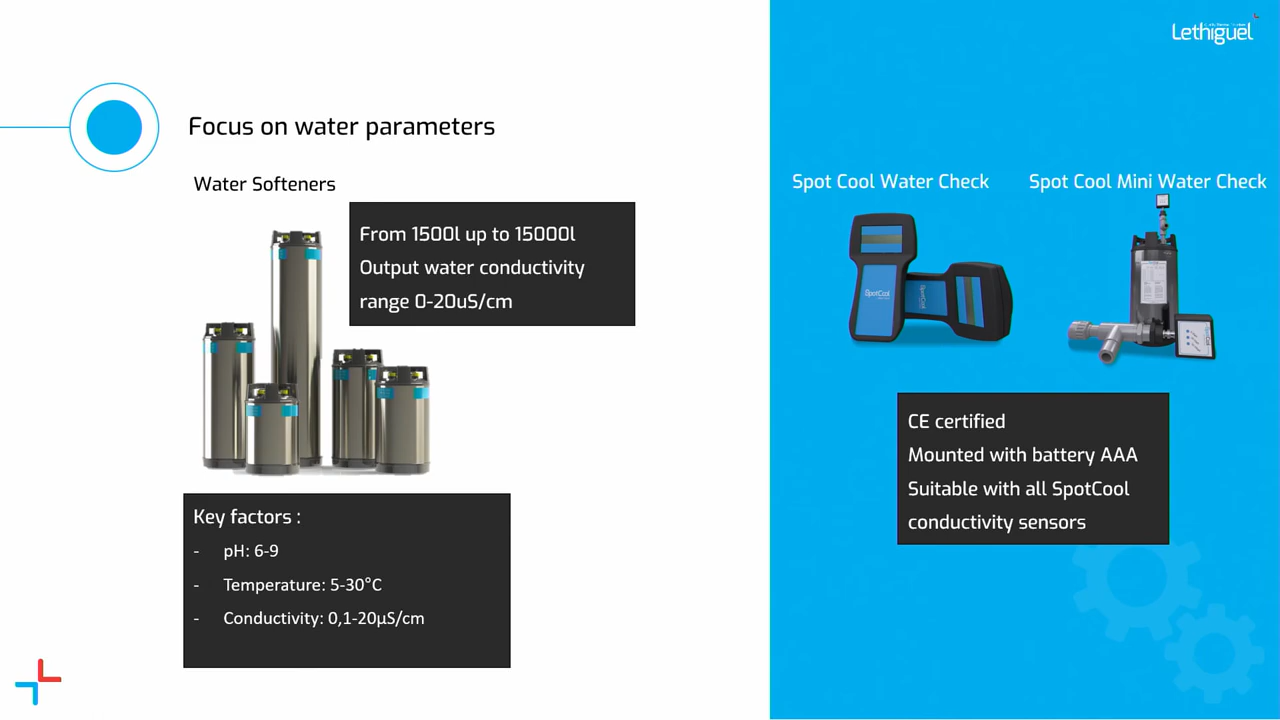 Lethiguel
Focus on water parameters
Water Softeners
From 1500l up to 15000l
Output water conductivity
range 0-20uS/cm
Key factors :
- pH: 6-9
- Temperature: 5-30°C
- Conductivity: 0,1-20µS/cm
Spot Cool Water Check
Spot Cool Mini Water Check
SpotCool
SpotCool
CE certified
Mounted with battery AAA
Suitable with all SpotCool
conductivity sensors